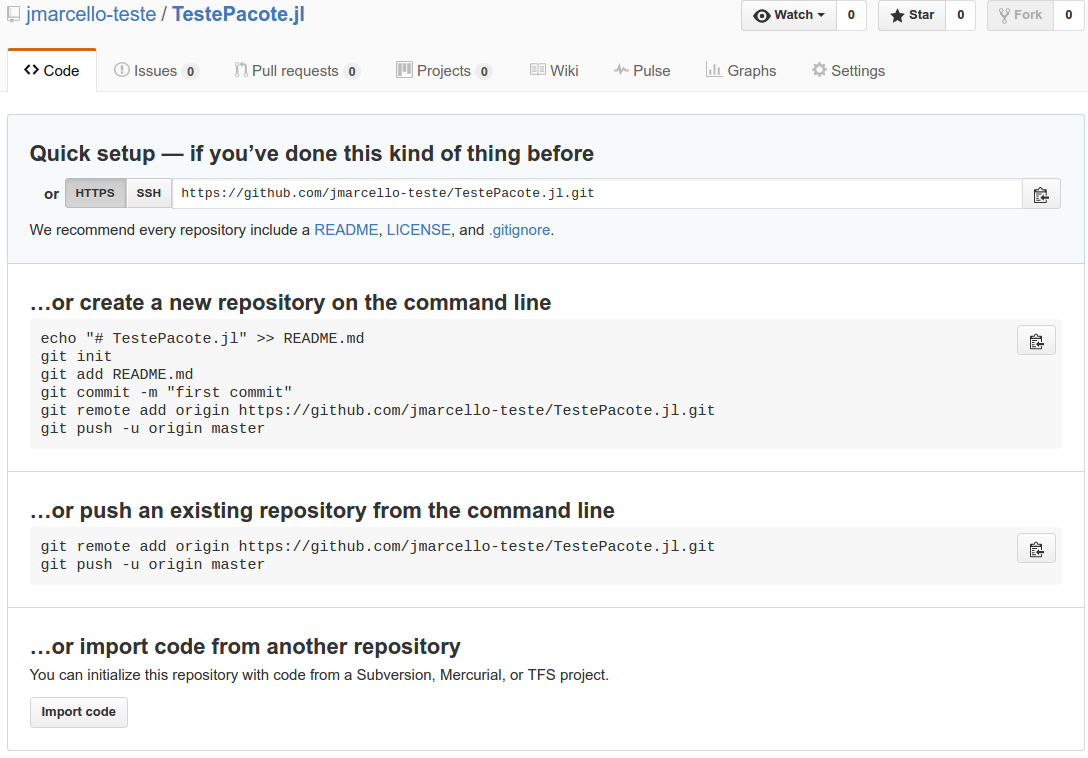 jmarcello-teste / TestePacote.jl
Watch 0 Star 0 Fork 0
Code Issues 0 Pull requests 0 Projects 0 Wiki Pulse Graphs Settings
Quick setup — if you’ve done this kind of thing before
or HTTPS SSH https://github.com/jmarcello-teste/TestePacote.jl.git
We recommend every repository include a README, LICENSE, and .gitignore.
…or create a new repository on the command line
echo "# TestePacote.jl" >> README.md
git init
git add README.md
git commit -m "first commit"
git remote add origin https://github.com/jmarcello-teste/TestePacote.jl.git
git push -u origin master
…or push an existing repository from the command line
git remote add origin https://github.com/jmarcello-teste/TestePacote.jl.git
git push -u origin master
…or import code from another repository
You can initialize this repository with code from a Subversion, Mercurial, or TFS project.
Import code